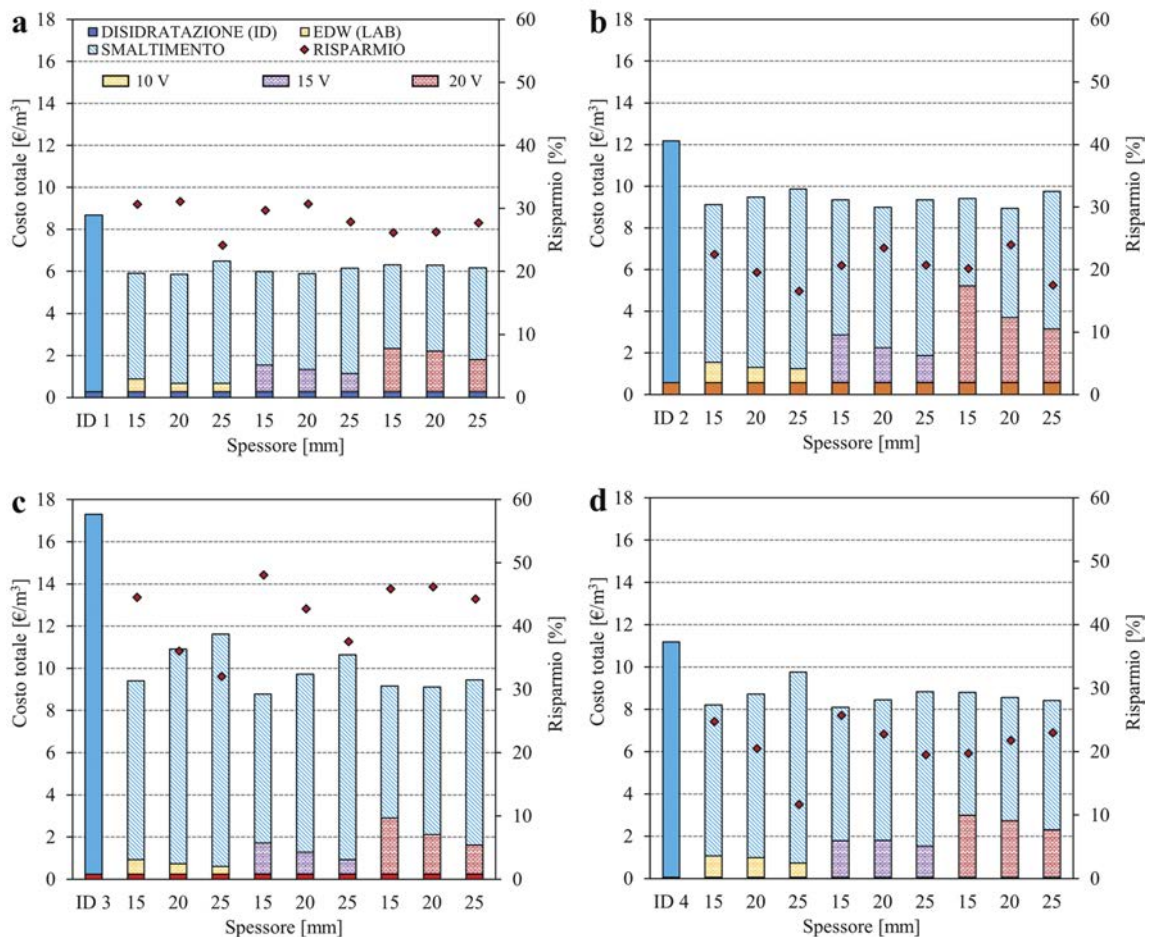 a
DISIDRATAZIONE (ID) EDW (LAB)
SMALTIMENTO RISPARMIO
10 V 15 V 20 V
Costo totale [€/m³]
18
16
14
12
10
8
6
4
2
0
60
50
40
30
20
10
0
Risparmio [%]
ID 1 15 20 25 15 20 25 15 20 25
Spessore [mm]
b
Costo totale [€/m³]
18
16
14
12
10
8
6
4
2
0
60
50
40
30
20
10
0
Risparmio [%]
ID 2 15 20 25 15 20 25 15 20 25
Spessore [mm]
c
Costo totale [€/m³]
18
16
14
12
10
8
6
4
2
0
60
50
40
30
20
10
0
Risparmio [%]
ID 3 15 20 25 15 20 25 15 20 25
Spessore [mm]
d
Costo totale [€/m³]
18
16
14
12
10
8
6
4
2
0
60
50
40
30
20
10
0
Risparmio [%]
ID 4 15 20 25 15 20 25 15 20 25
Spessore [mm]